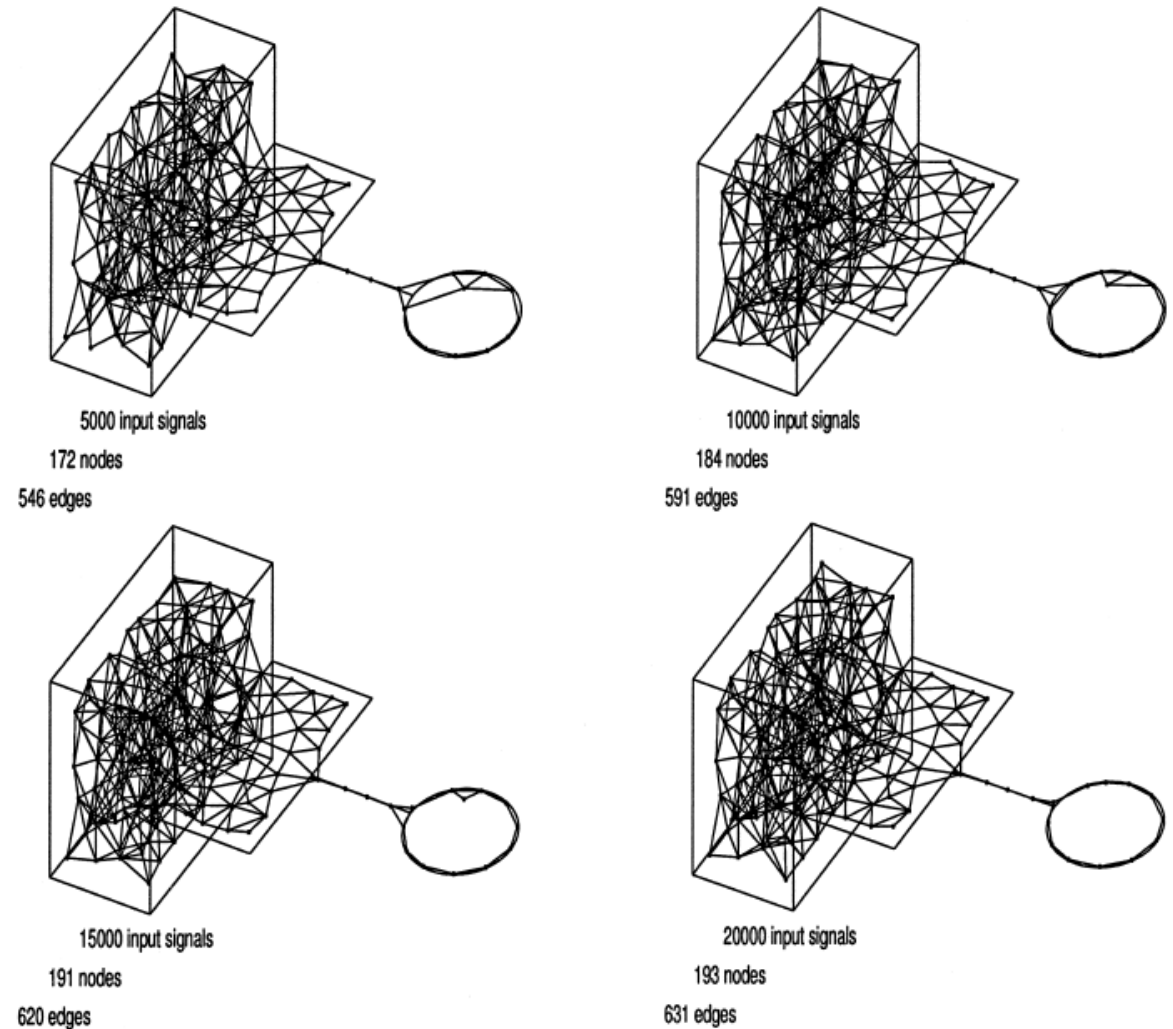 5000 input signals
172 nodes
546 edges
10000 input signals
184 nodes
591 edges
15000 input signals
191 nodes
620 edges
20000 input signals
193 nodes
631 edges